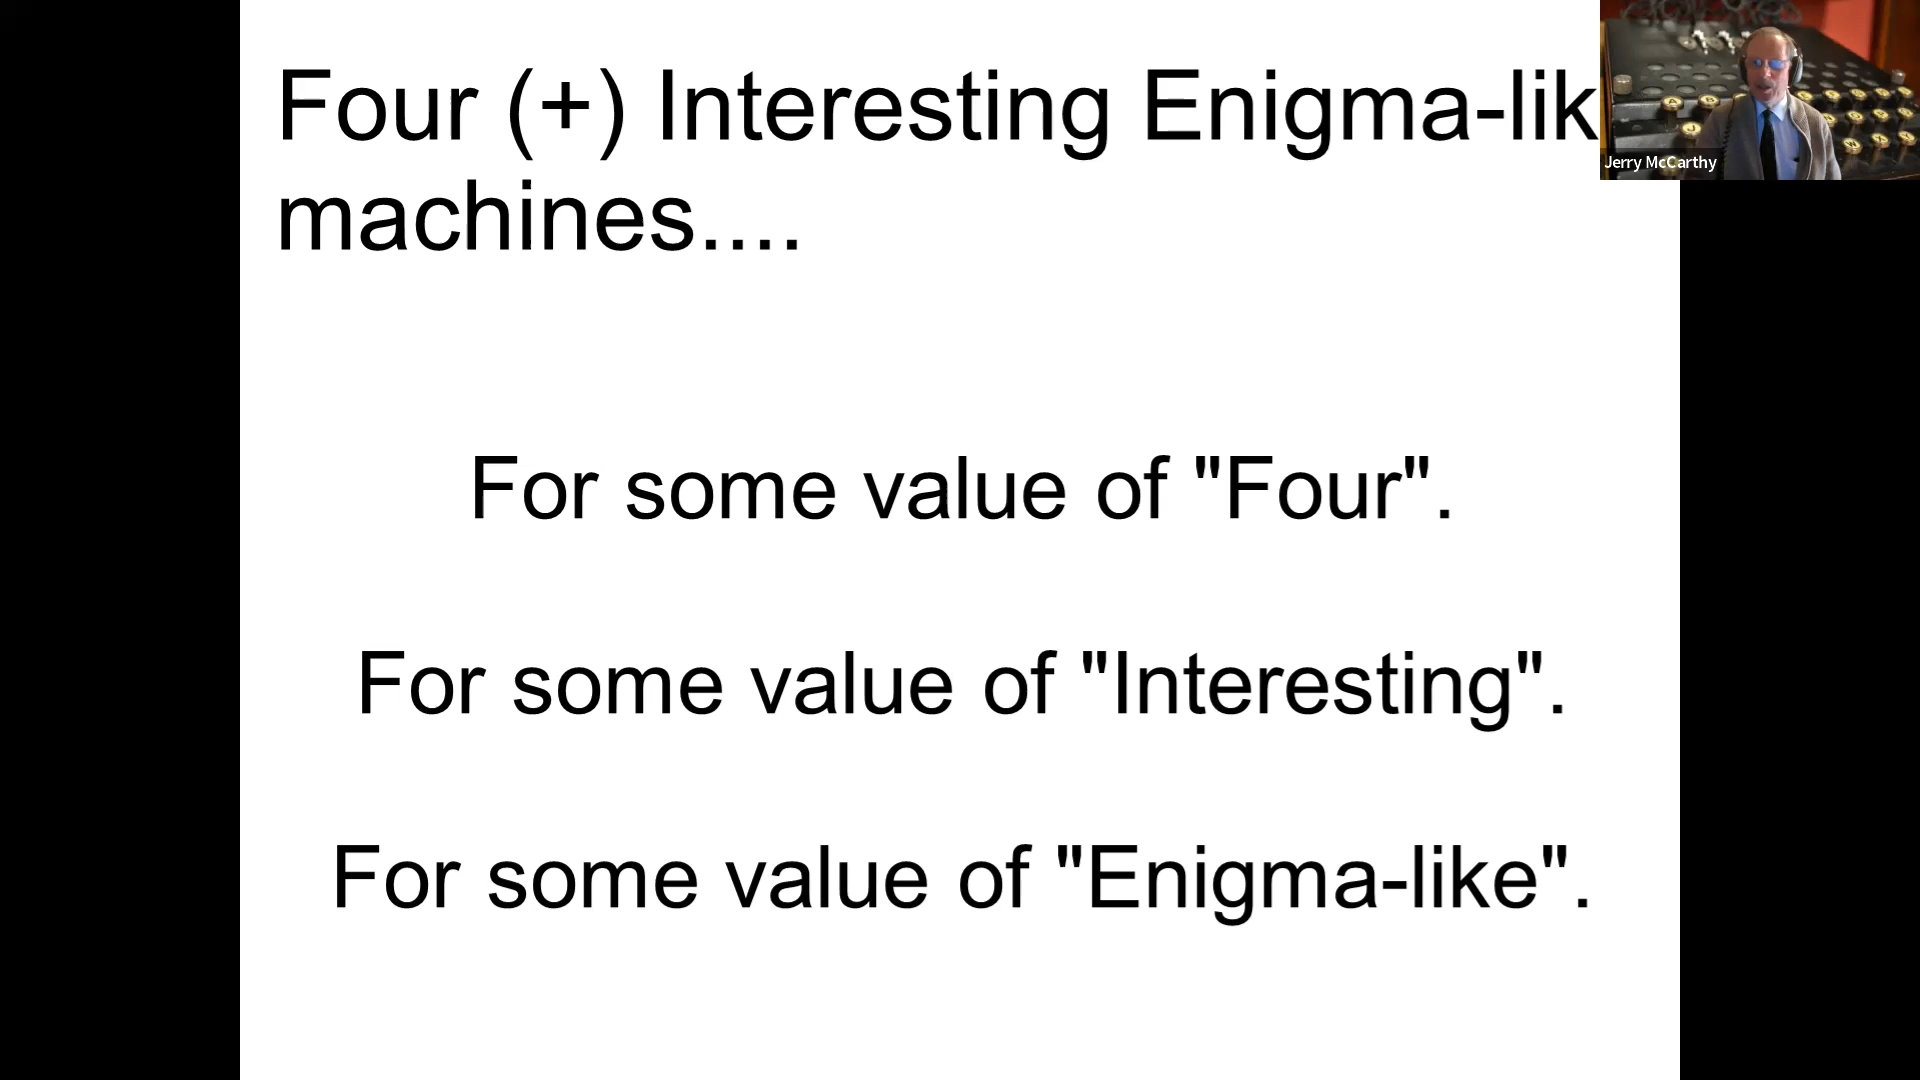 Four (+) Interesting Enigma-lik
machines....
Jerry McCarthy
For some value of "Four".
For some value of "Interesting".
For some value of "Enigma-like".